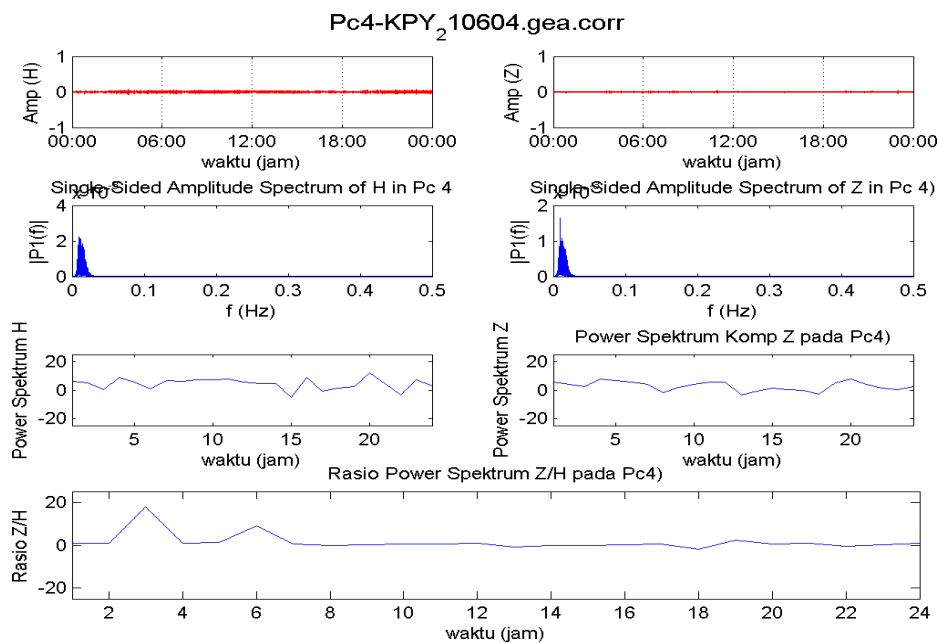 Pc4-KPY₂10604.gea.corr
Amp (H)
1
0
-1
00:00 06:00 12:00 18:00 00:00
waktu (jam)
Amp (Z)
1
0
-1
00:00 06:00 12:00 18:00 00:00
waktu (jam)
Single-Sided Amplitude Spectrum of H in Pc 4
|P1(f)|
4
2
0
0 0.1 0.2 0.3 0.4 0.5
f (Hz)
Single-Sided Amplitude Spectrum of Z in Pc 4)
|P1(f)|
2
1
0
0 0.1 0.2 0.3 0.4 0.5
f (Hz)
Power Spektrum H
20
0
-20
5 10 15 20
waktu (jam)
Power Spektrum Komp Z pada Pc4)
Power Spektrum Z
20
0
-20
5 10 15 20
waktu (jam)
Rasio Power Spektrum Z/H pada Pc4)
Rasio Z/H
20
0
-20
2 4 6 8 10 12 14 16 18 20 22 24
waktu (jam)